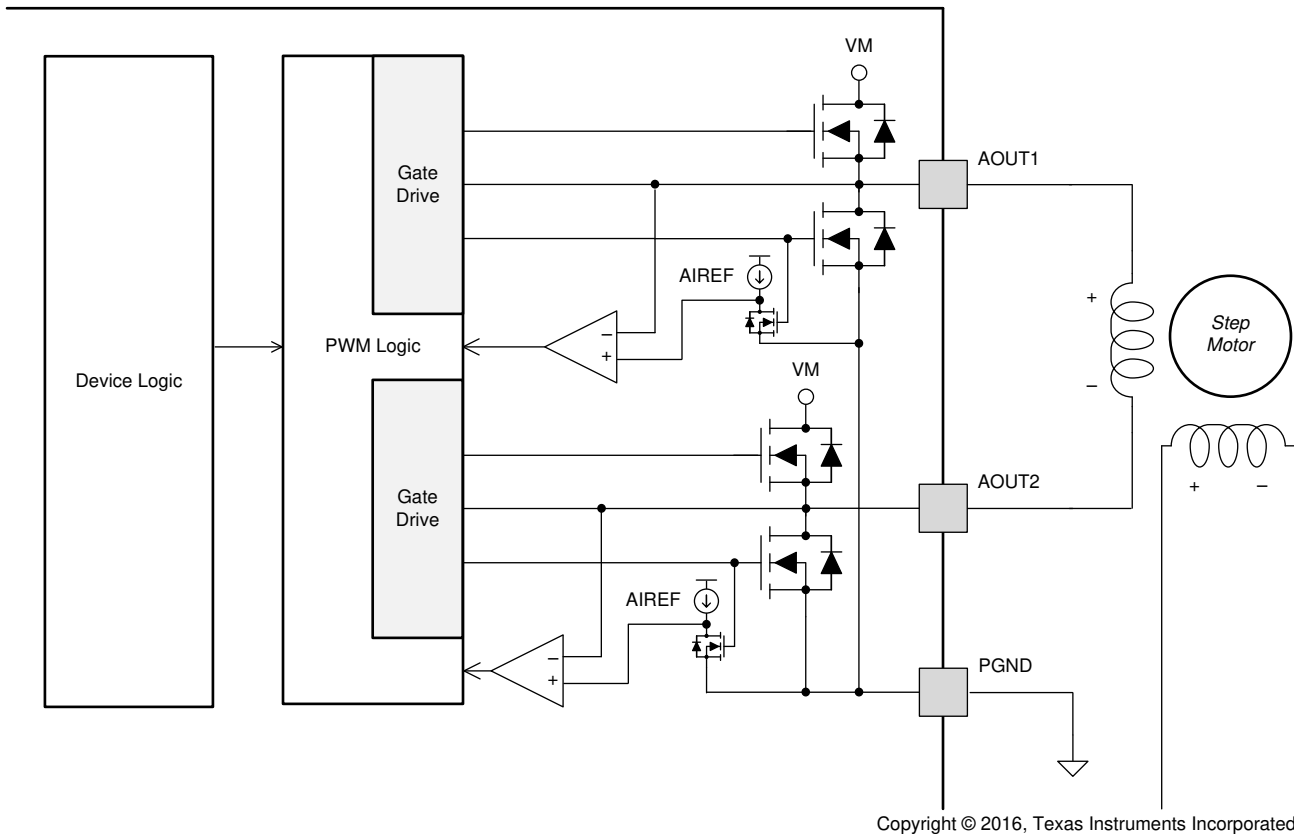 VM
AOUT1
Gate
Drive
AIREF
+
−
Step
Motor
−
+
PWM Logic
Device Logic
VM
−
AOUT2
+ −
Gate
Drive
AIREF
−
+
PGND
Copyright © 2016, Texas Instruments Incorporated